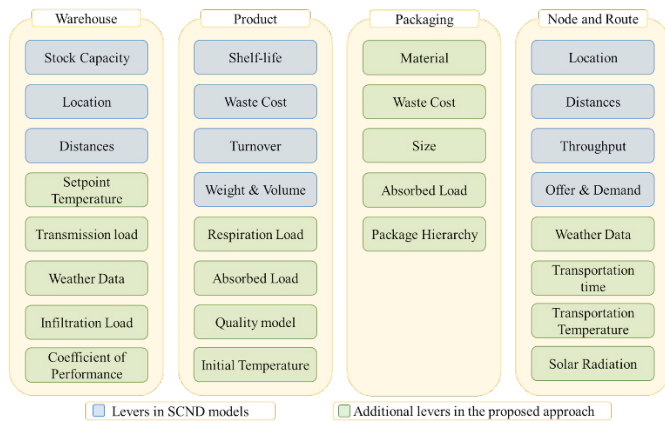 Warehouse
Stock Capacity
Location
Distances
Setpoint
Temperature
Transmission load
Weather Data
Infiltration Load
Coefficient of
Performance
Product
Shelf-life
Waste Cost
Turnover
Weight & Volume
Respiration Load
Absorbed Load
Quality model
Initial Temperature
Packaging
Material
Waste Cost
Size
Absorbed Load
Package Hierarchy
Node and Route
Location
Distances
Throughput
Offer & Demand
Weather Data
Transportation
time
Transportation
Temperature
Solar Radiation
Levers in SCND models
Additional levers in the proposed approach